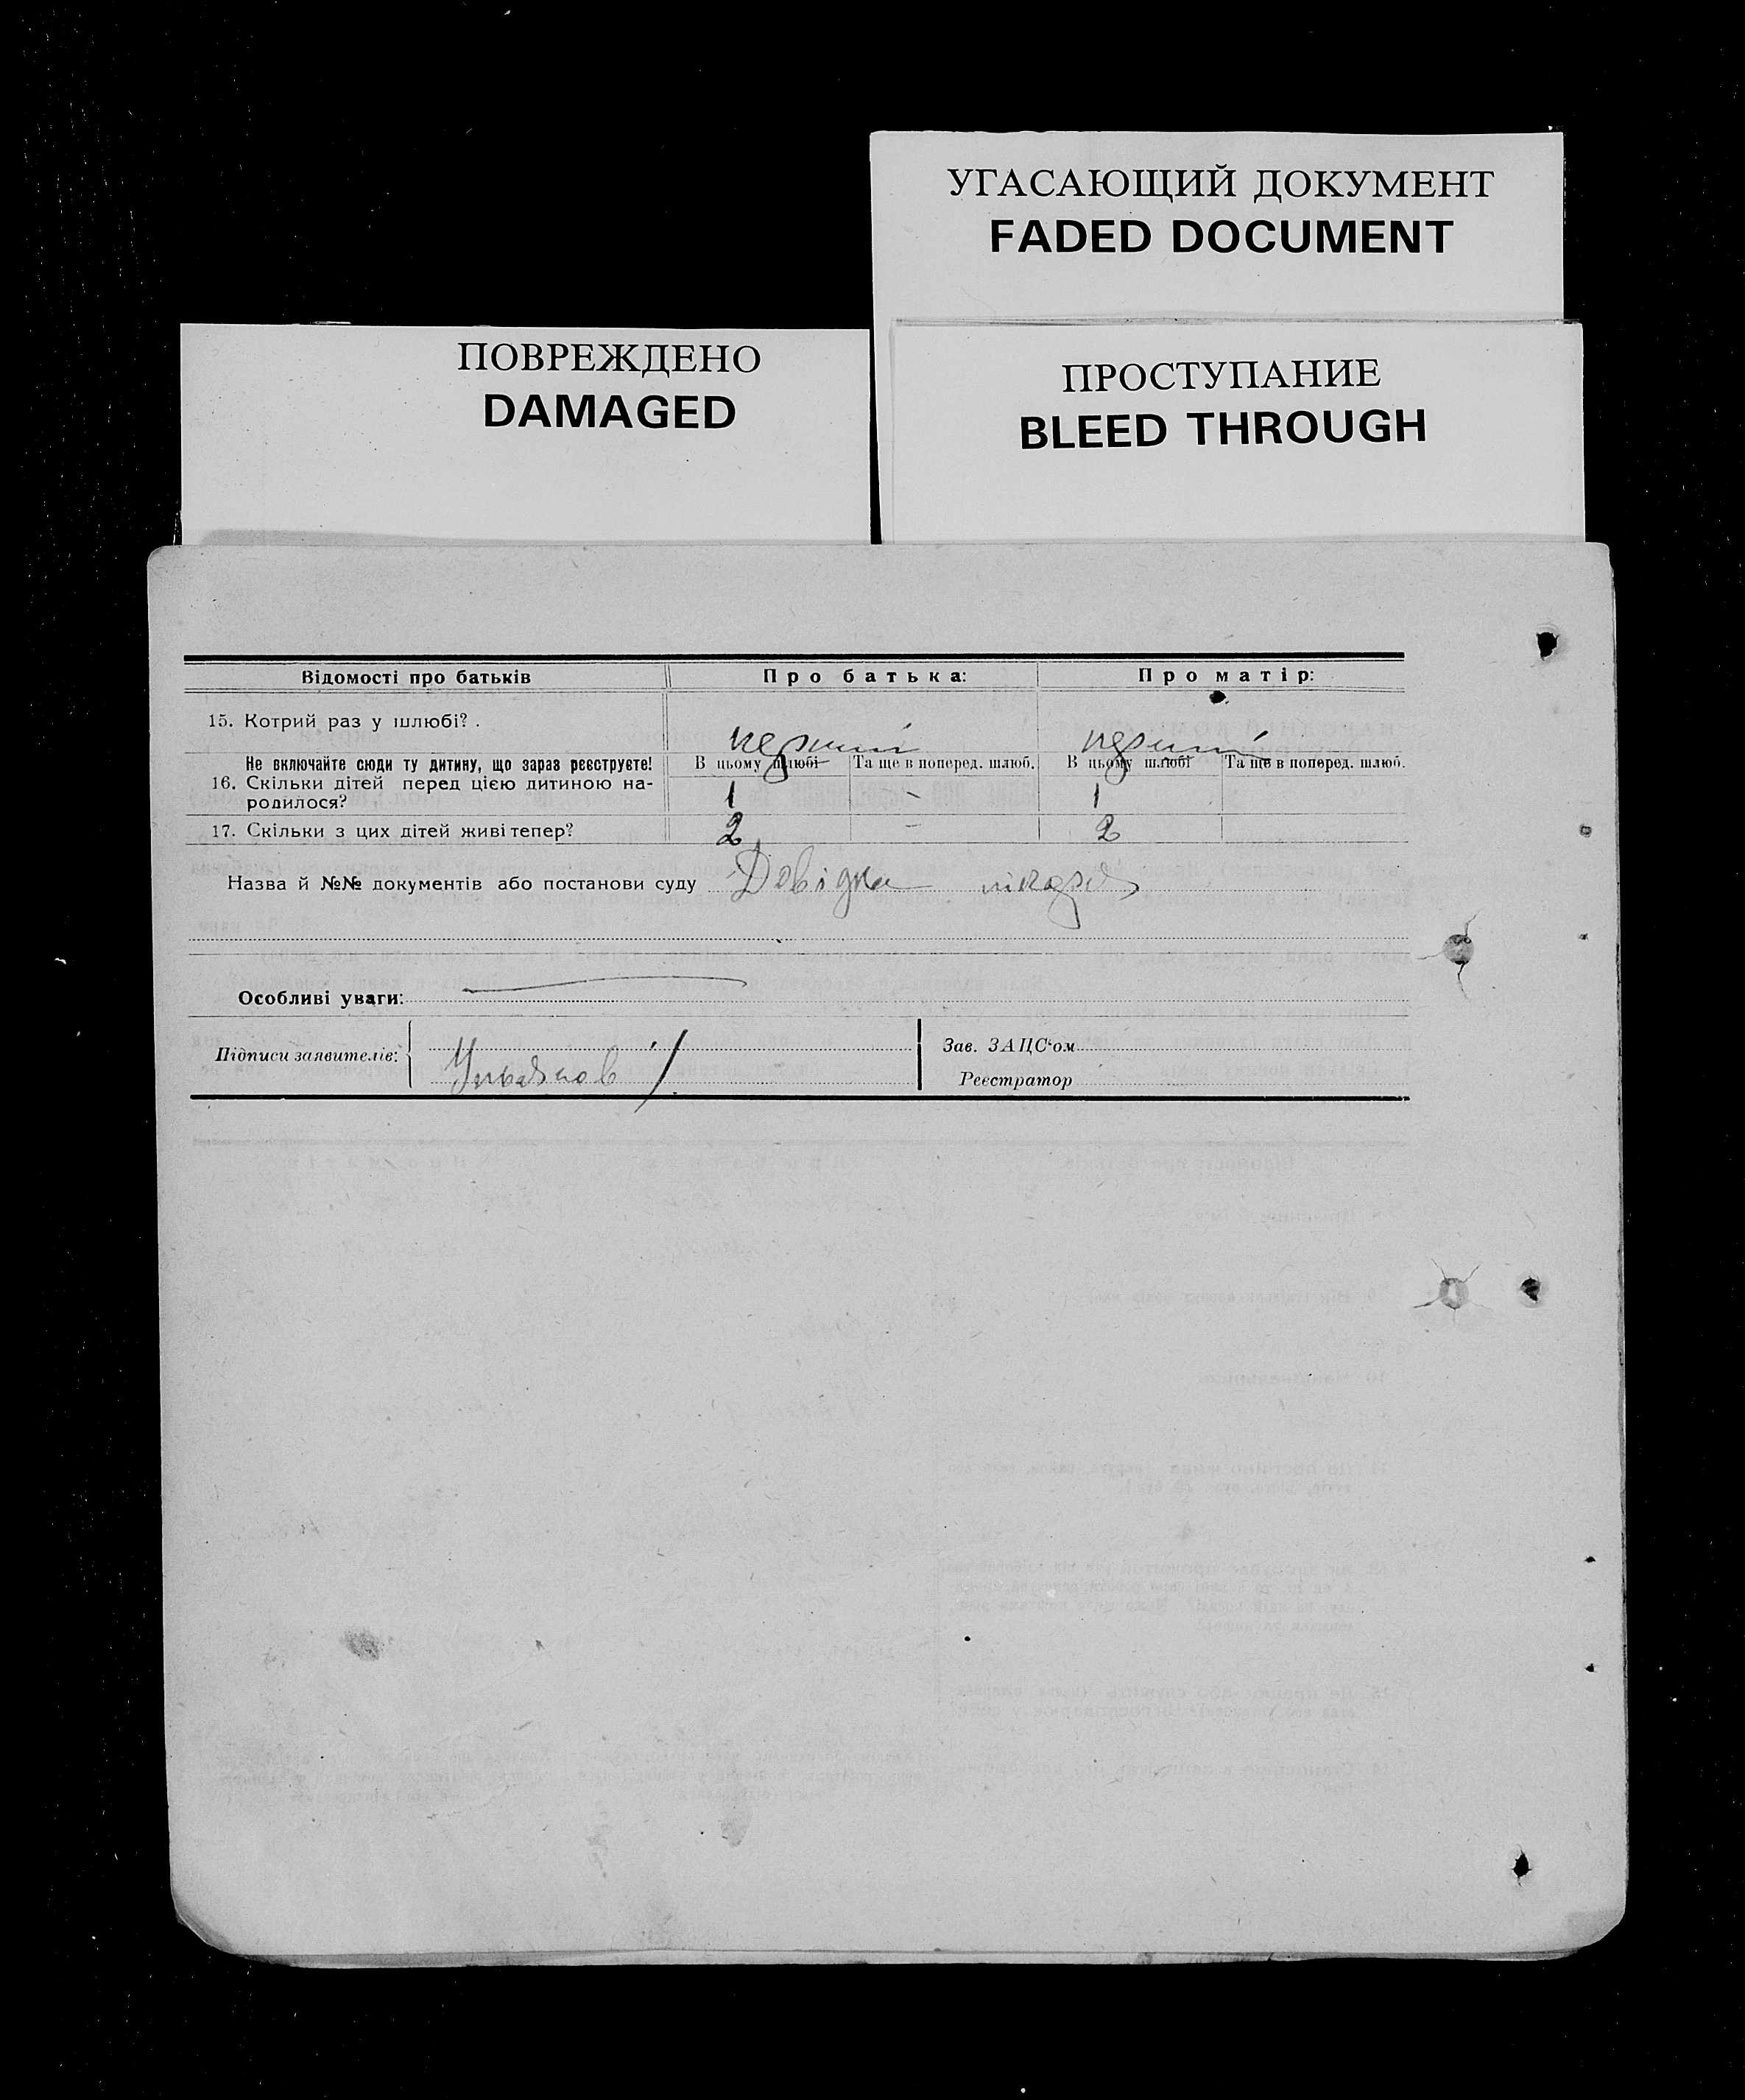 УГАСАЮЩИЙ ДОКУМЕНТ
FADED DOCUMENT
ПОВРЕЖДЕНО
DAMAGED
ПРОСТУПАНИЕ
BLEED THROUGH
Відомості про батьків Про батька: Про матір:
15. Котрий раз у шлюбі? . перший перший
Не включайте сюди ту дитину, що зараз реєструєте! В цьому шлюбі Та ще в поперед. шлюб. В цьому шлюбі Та ще в поперед. шлюб.
16. Скільки дітей перед цією дитиною на-
родилося? 1 - 1
17. Скільки з цих дітей живі тепер? 2 - 2
Назва й №№ документів або постанови суду Довідка
Особливі уваги:
Підписи заявителів:
Зав. ЗАЦС'ом
Реєстратор